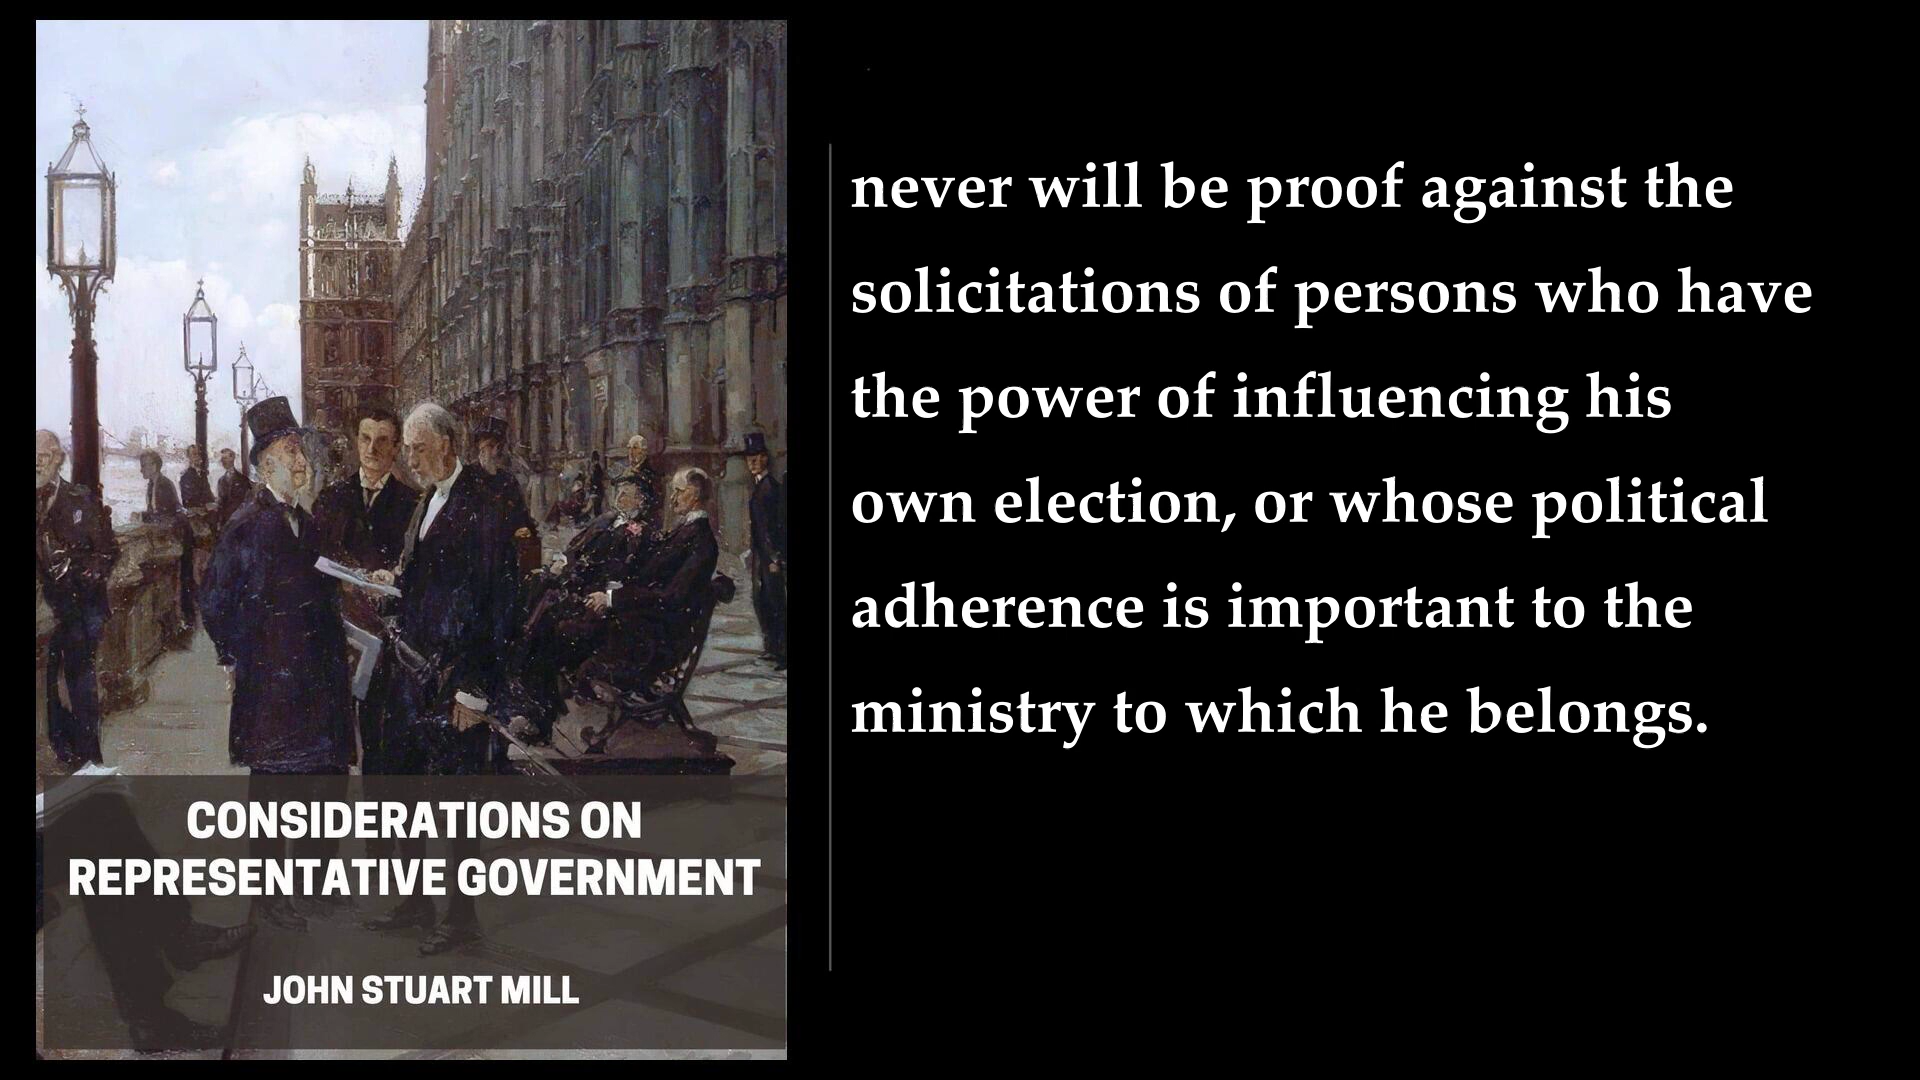 never will be proof against the
solicitations of persons who have
the power of influencing his
own election, or whose political
adherence is important to the
ministry to which he belongs.
CONSIDERATIONS ON
REPRESENTATIVE GOVERNMENT
JOHN STUART MILL